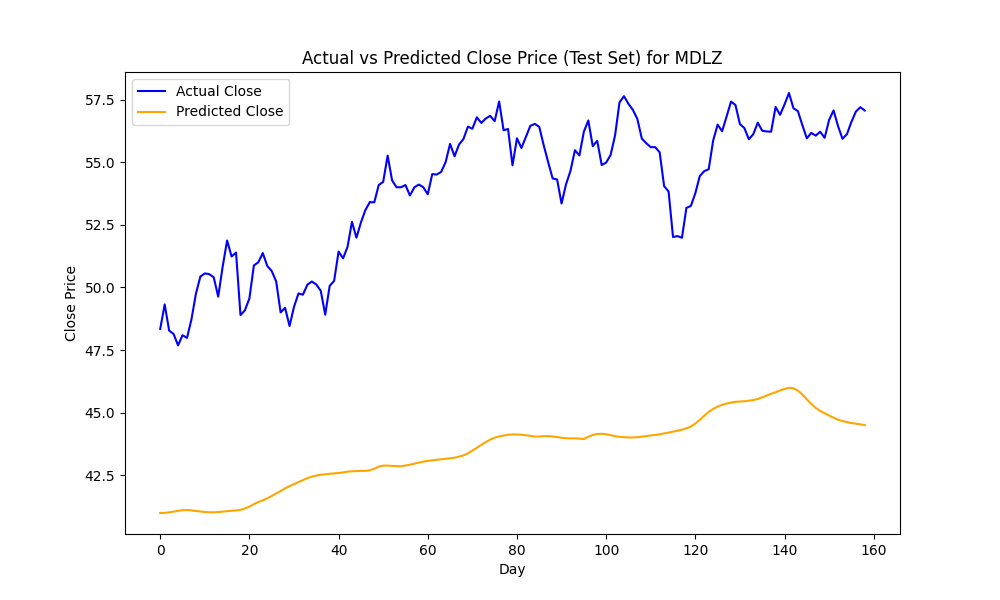 Actual vs Predicted Close Price (Test Set) for MDLZ
Actual Close
Predicted Close
57.5
55.0
52.5
50.0
47.5
45.0
42.5
Close Price
0 20 40 60 80 100 120 140 160
Day